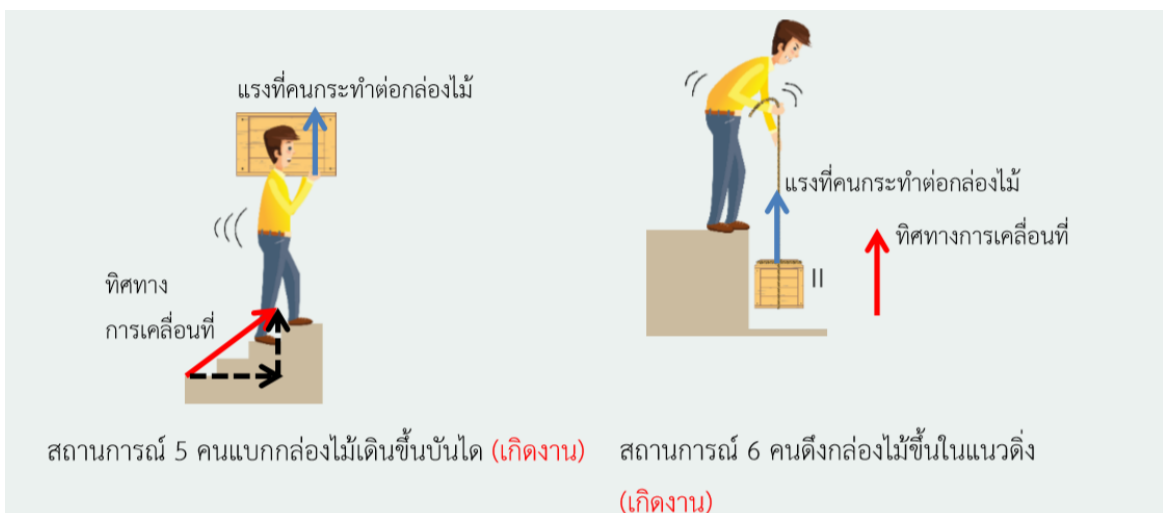 แรงที่คนกระทำต่อกล่องไม้
ทิศทาง
การเคลื่อนที่
สถานการณ์ 5 คนแบกกล่องไม้เดินขึ้นบันได (เกิดงาน)
แรงที่คนกระทำต่อกล่องไม้
ทิศทางการเคลื่อนที่
สถานการณ์ 6 คนดึงกล่องไม้ขึ้นในแนวดิ่ง
(เกิดงาน)